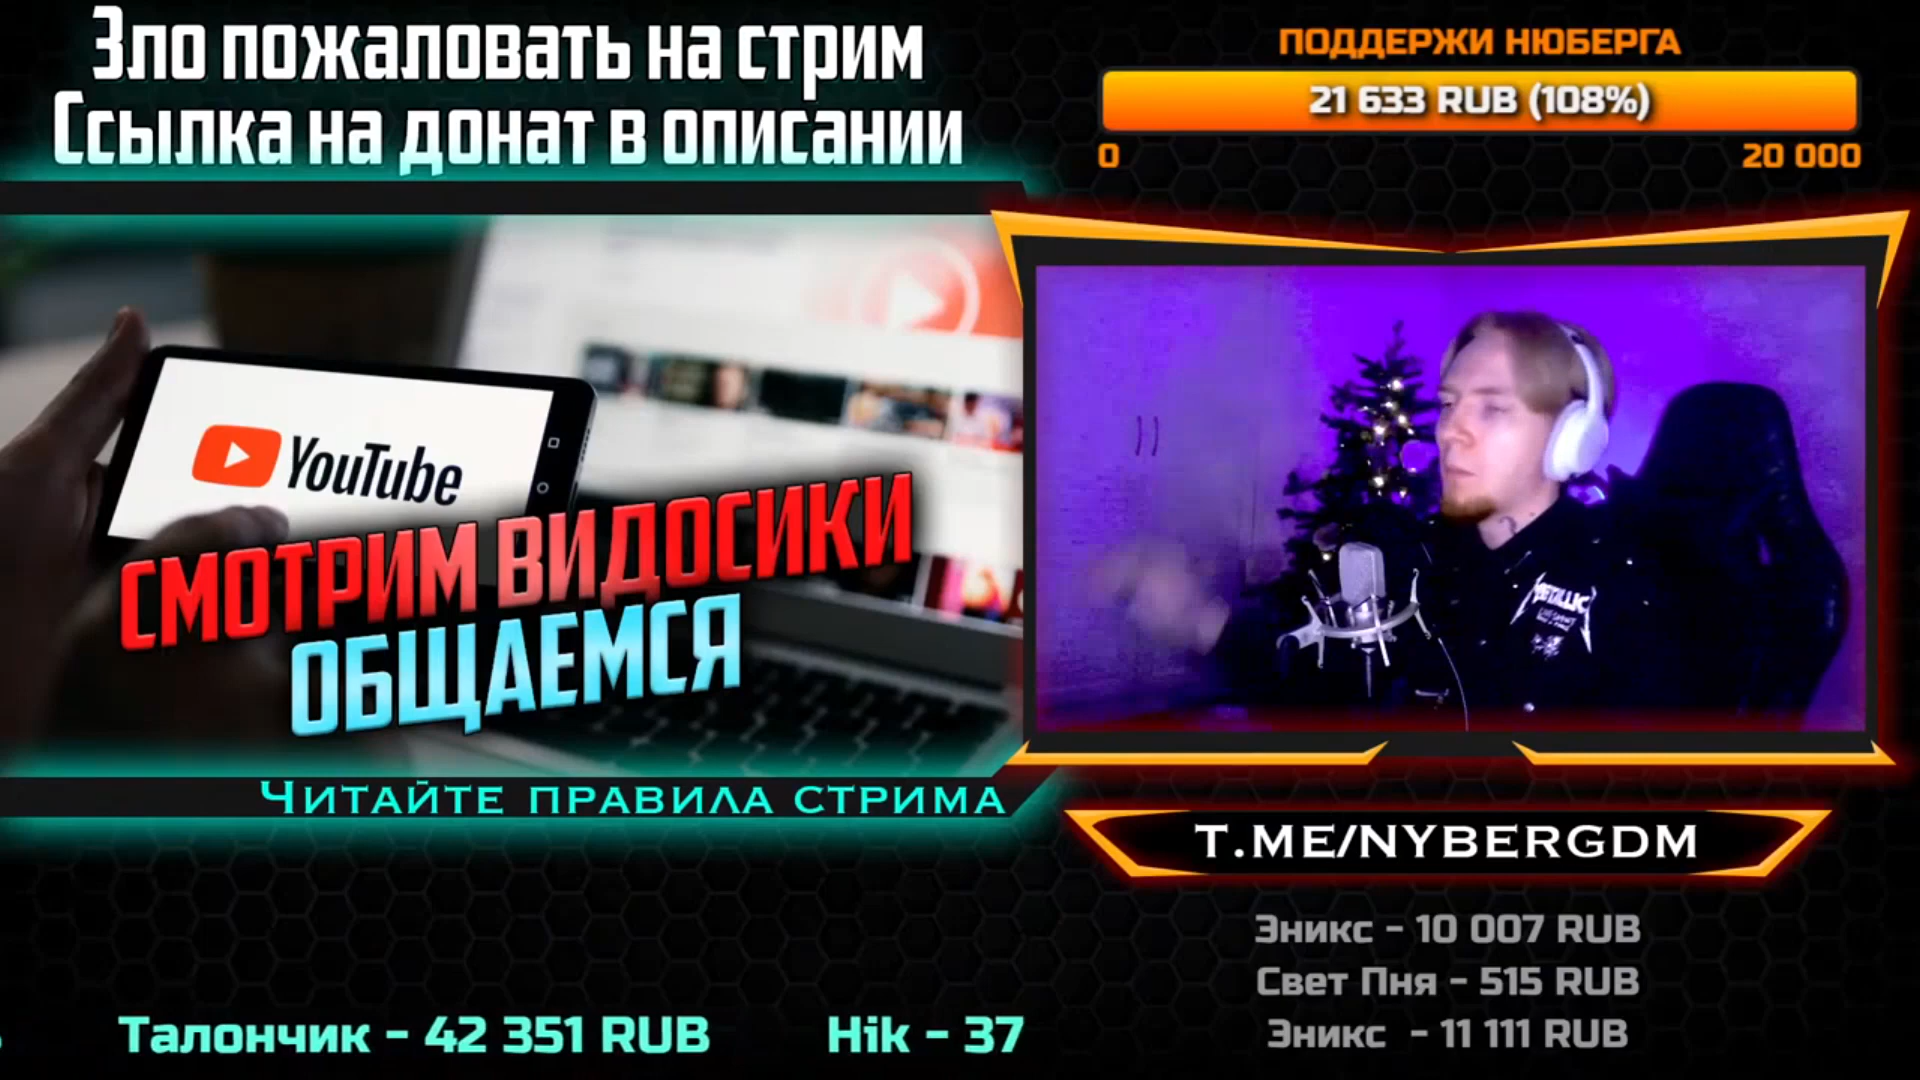 Зло пожаловать на стрим
Ссылка на донат в описании
ПОДДЕРЖИ НЮБЕРГА
21 633 RUB (108%)
0
20 000
YouTube
СМОТРИМ ВИДОСИКИ
ОБЩАЕМСЯ
METALLICA
Читайте правила стрима
T.ME/NYBERGDM
Эникс - 10 007 RUB
Свет Пня - 515 RUB
Эникс - 11 111 RUB
Талончик - 42 351 RUB
Hik - 37